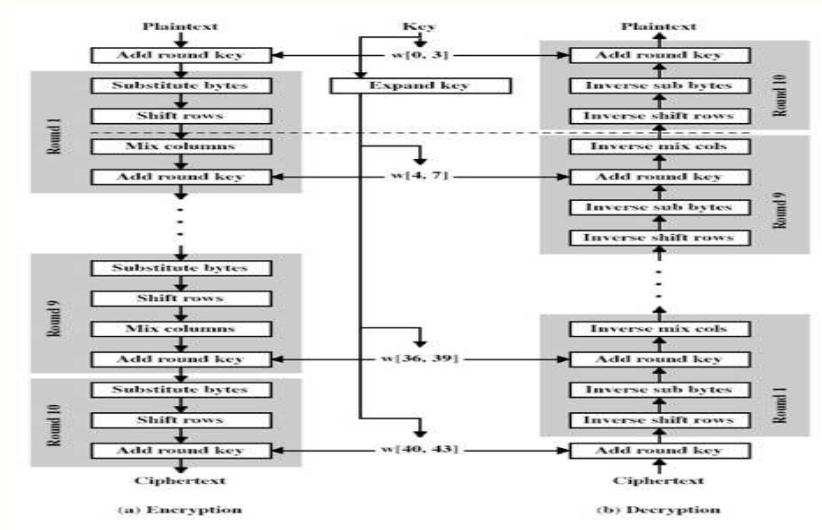 Plaintext
Add round key
Round 1
Substitute bytes
Shift rows
Mix columns
Add round key
Round 9
Substitute bytes
Shift rows
Mix columns
Add round key
Round 10
Substitute bytes
Shift rows
Add round key
Ciphertext
(a) Encryption
Key
w[0, 3]
Expand key
w[4, 7]
w[36, 39]
w[40, 43]
Plaintext
Add round key
Inverse sub bytes
Inverse shift rows
Round 10
Inverse mix cols
Add round key
Inverse sub bytes
Inverse shift rows
Round 9
Inverse mix cols
Add round key
Inverse sub bytes
Inverse shift rows
Round 1
Add round key
Ciphertext
(b) Decryption